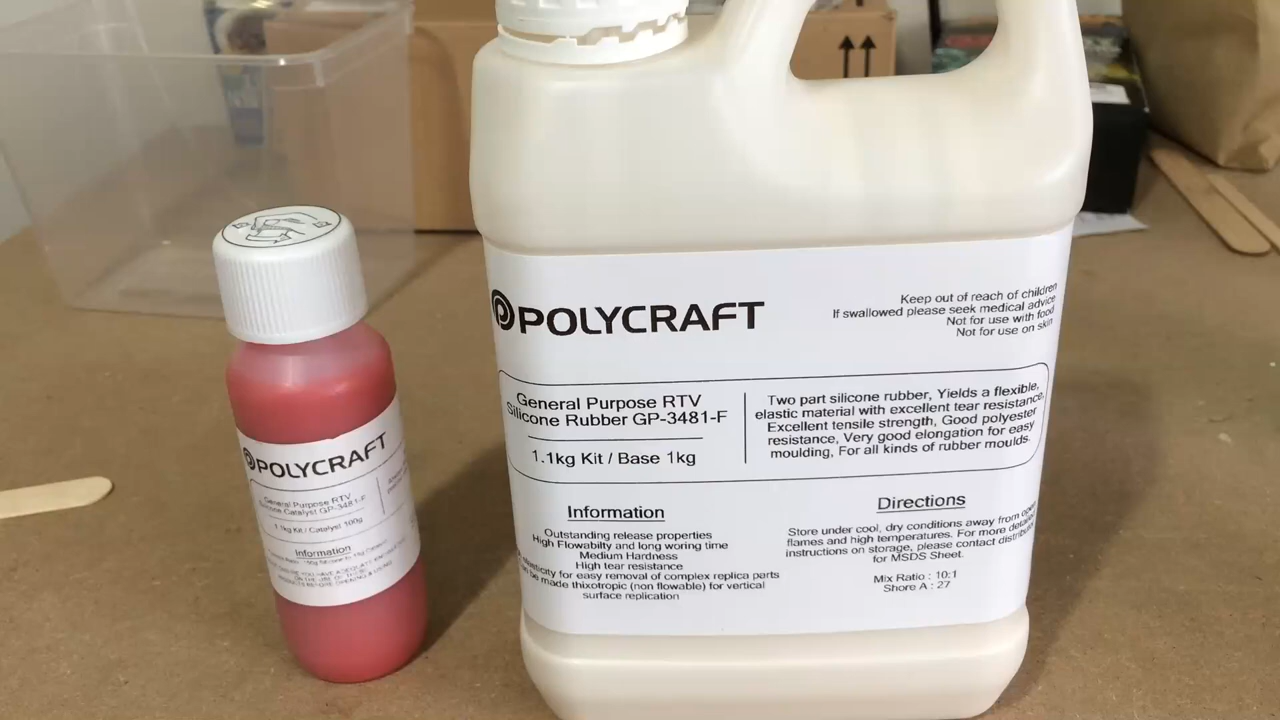 POLYCRAFT
Keep out of reach of children
If swallowed please seek medical advice
Not for use with food
Not for use on skin
General Purpose RTV
Silicone Rubber GP-3481-F
1.1kg Kit / Base 1kg
Two part silicone rubber, Yields a flexible,
elastic material with excellent tear resistance,
Excellent tensile strength, Good polyester
resistance, Very good elongation for easy
moulding, For all kinds of rubber moulds.
Information
Outstanding release properties
High Flowabilty and long woring time
Medium Hardness
High tear resistance
elasticity for easy removal of complex replica parts
be made thixotropic (non flowable) for vertical
surface replication
Directions
Store under cool, dry conditions away from open
flames and high temperatures. For more detailed
instructions on storage, please contact distributor
for MSDS Sheet.
Mix Ratio : 10:1
Shore A : 27
POLYCRAFT
General Purpose RTV
Silicone Catalyst GP-3481-F
1.1kg Kit / Catalyst 100g
Information